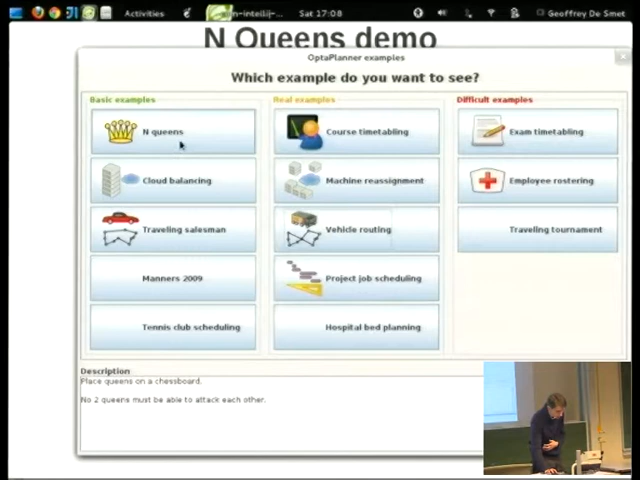 Activities
Sat 17:08
Geoffrey De Smet
N Queens demo
OptaPlanner examples
Which example do you want to see?
Basic examples
Real examples
Difficult examples
N queens
Course timetabling
Exam timetabling
Cloud balancing
Machine reassignment
Employee rostering
Traveling salesman
Vehicle routing
Traveling tournament
Manners 2009
Project job scheduling
Tennis club scheduling
Hospital bed planning
Description
Place queens on a chessboard.
No 2 queens must be able to attack each other.